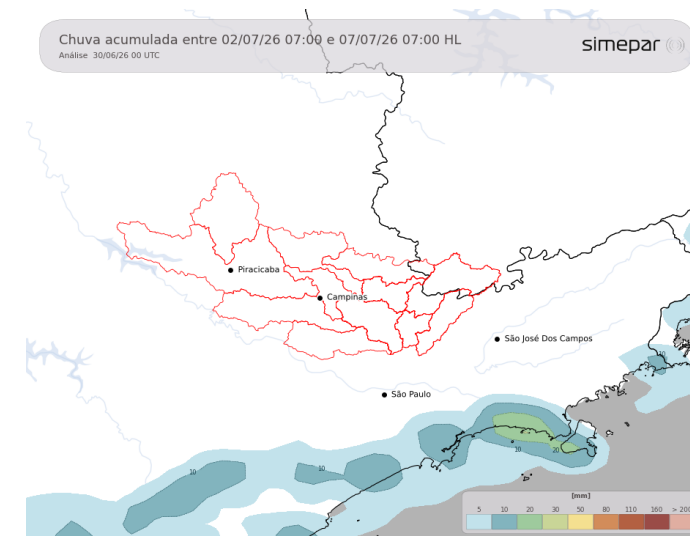 Chuva acumulada entre 02/07/26 07:00 e 07/07/26 07:00 HL
Análise 30/06/26 00 UTC
simepar
Piracicaba
Campinas
São José Dos Campos
São Paulo
10
10
10
20
10
[mm]
5 10 20 30 50 80 110 160 > 200